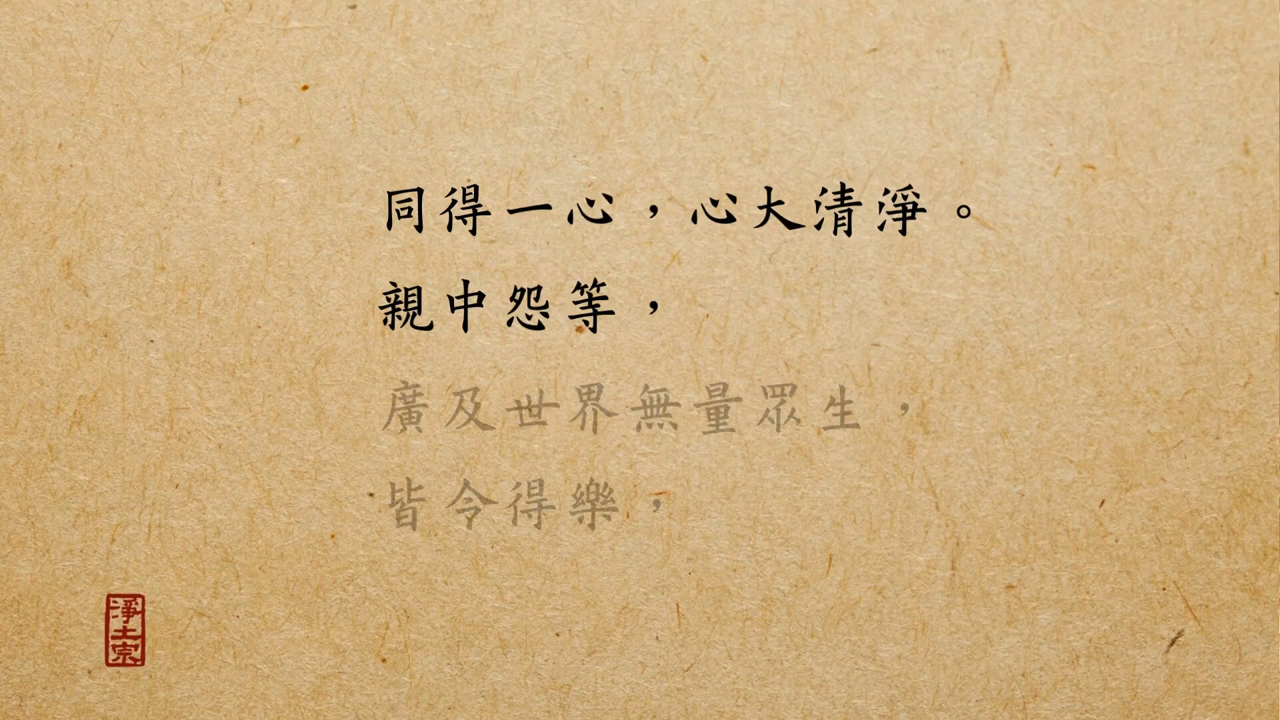 同得一心，心大清淨。
親中怨等，
廣及世界無量眾生，
皆令得樂，
淨土宗